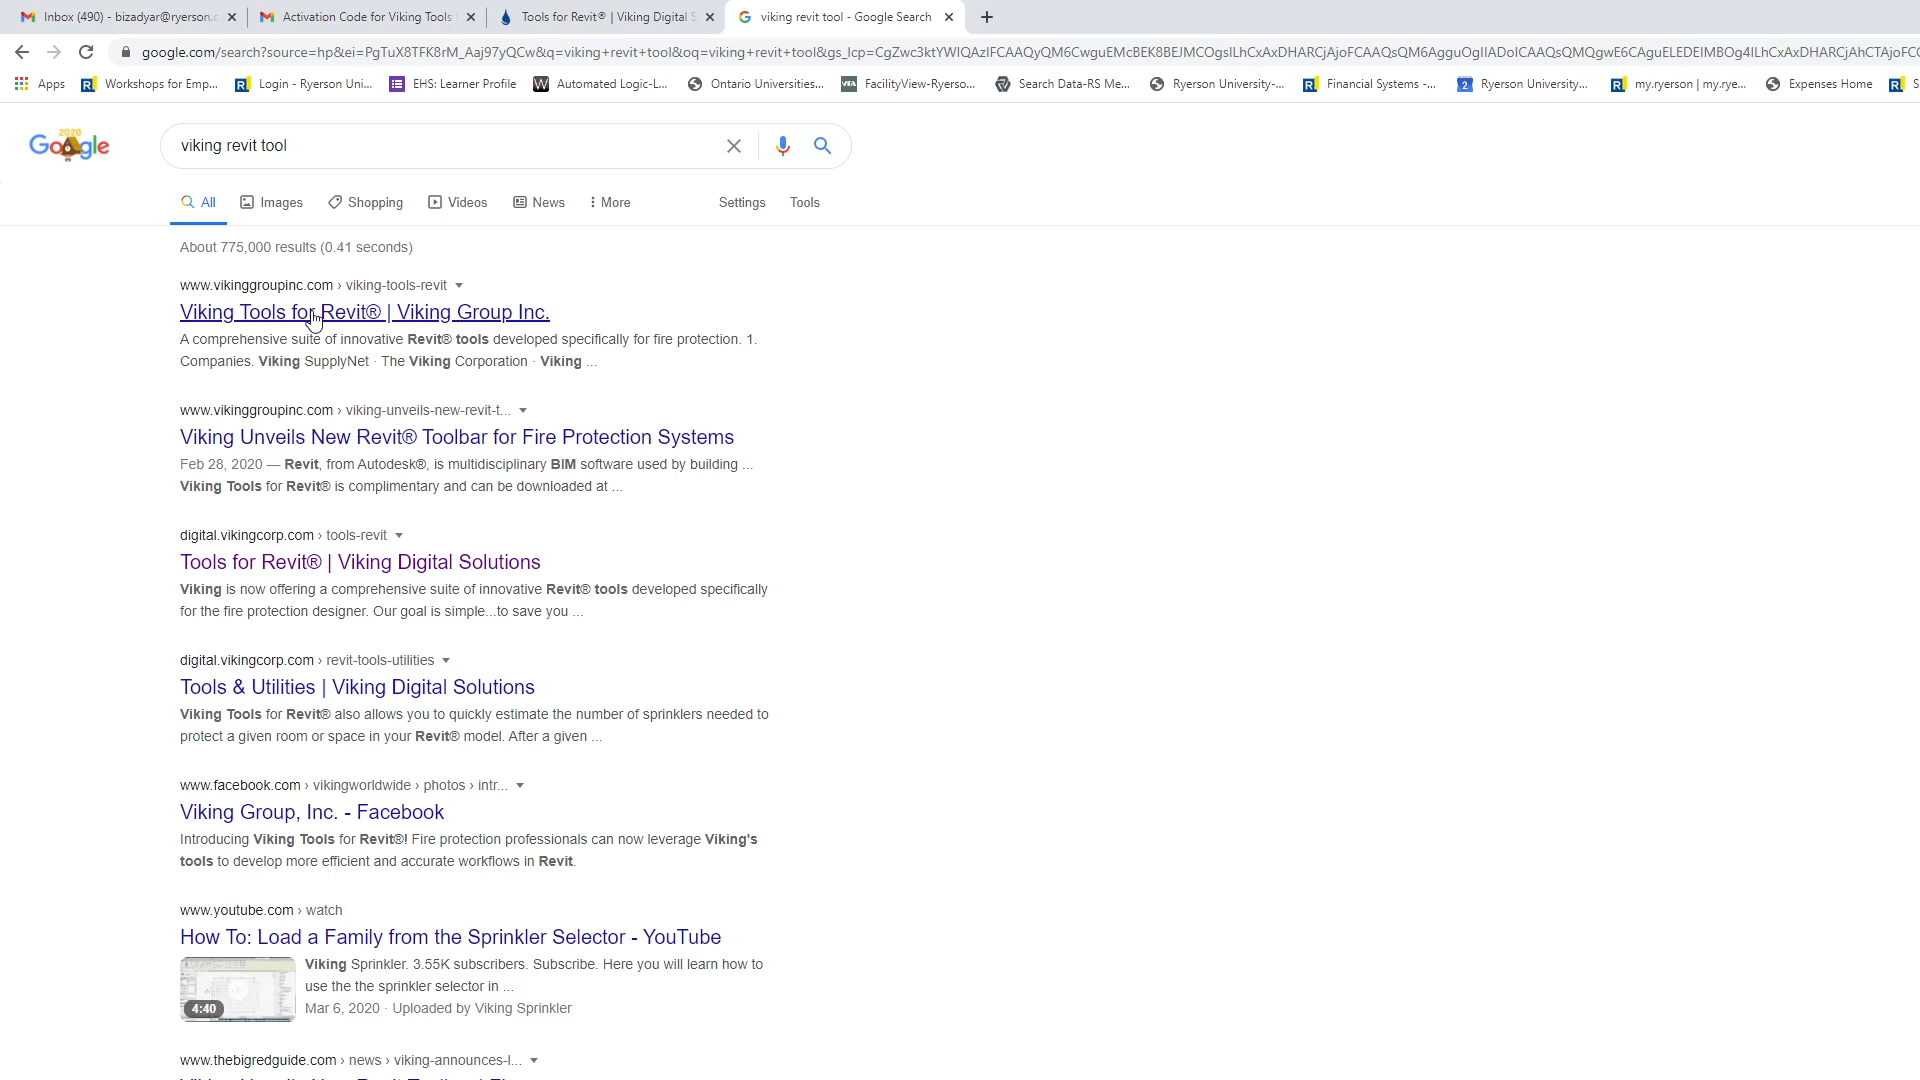 Inbox (490) - bizadyar@ryerson.c
Activation Code for Viking Tools
Tools for Revit® | Viking Digital S
viking revit tool - Google Search
google.com/search?source=hp&ei=PgTuX8TFK8rM_Aaj97yQCw&q=viking+revit+tool&oq=viking+revit+tool&gs_lcp=
Apps
Workshops for Emp...
Login - Ryerson Uni...
EHS: Learner Profile
Automated Logic-L...
Ontario Universities...
FacilityView-Ryerso...
Search Data-RS Me...
Ryerson University-...
Financial Systems -...
Ryerson University...
my.ryerson | my.rye...
Expenses Home
2020
Google
viking revit tool
All
Images
Shopping
Videos
News
More
Settings
Tools
About 775,000 results (0.41 seconds)
www.vikinggroupinc.com › viking-tools-revit
Viking Tools for Revit® | Viking Group Inc.
A comprehensive suite of innovative Revit® tools developed specifically for fire protection. 1.
Companies. Viking SupplyNet · The Viking Corporation · Viking ...
www.vikinggroupinc.com › viking-unveils-new-revit-t...
Viking Unveils New Revit® Toolbar for Fire Protection Systems
Feb 28, 2020 — Revit, from Autodesk®, is multidisciplinary BIM software used by building ...
Viking Tools for Revit® is complimentary and can be downloaded at ...
digital.vikingcorp.com › tools-revit
Tools for Revit® | Viking Digital Solutions
Viking is now offering a comprehensive suite of innovative Revit® tools developed specifically
for the fire protection designer. Our goal is simple...to save you ...
digital.vikingcorp.com › revit-tools-utilities
Tools & Utilities | Viking Digital Solutions
Viking Tools for Revit® also allows you to quickly estimate the number of sprinklers needed to
protect a given room or space in your Revit® model. After a given ...
www.facebook.com › vikingworldwide › photos › intr...
Viking Group, Inc. - Facebook
Introducing Viking Tools for Revit®! Fire protection professionals can now leverage Viking's
tools to develop more efficient and accurate workflows in Revit.
www.youtube.com › watch
How To: Load a Family from the Sprinkler Selector - YouTube
Viking Sprinkler. 3.55K subscribers. Subscribe. Here you will learn how to
use the the sprinkler selector in ...
4:40
Mar 6, 2020 · Uploaded by Viking Sprinkler
www.thebigredguide.com › news › viking-announces-l...